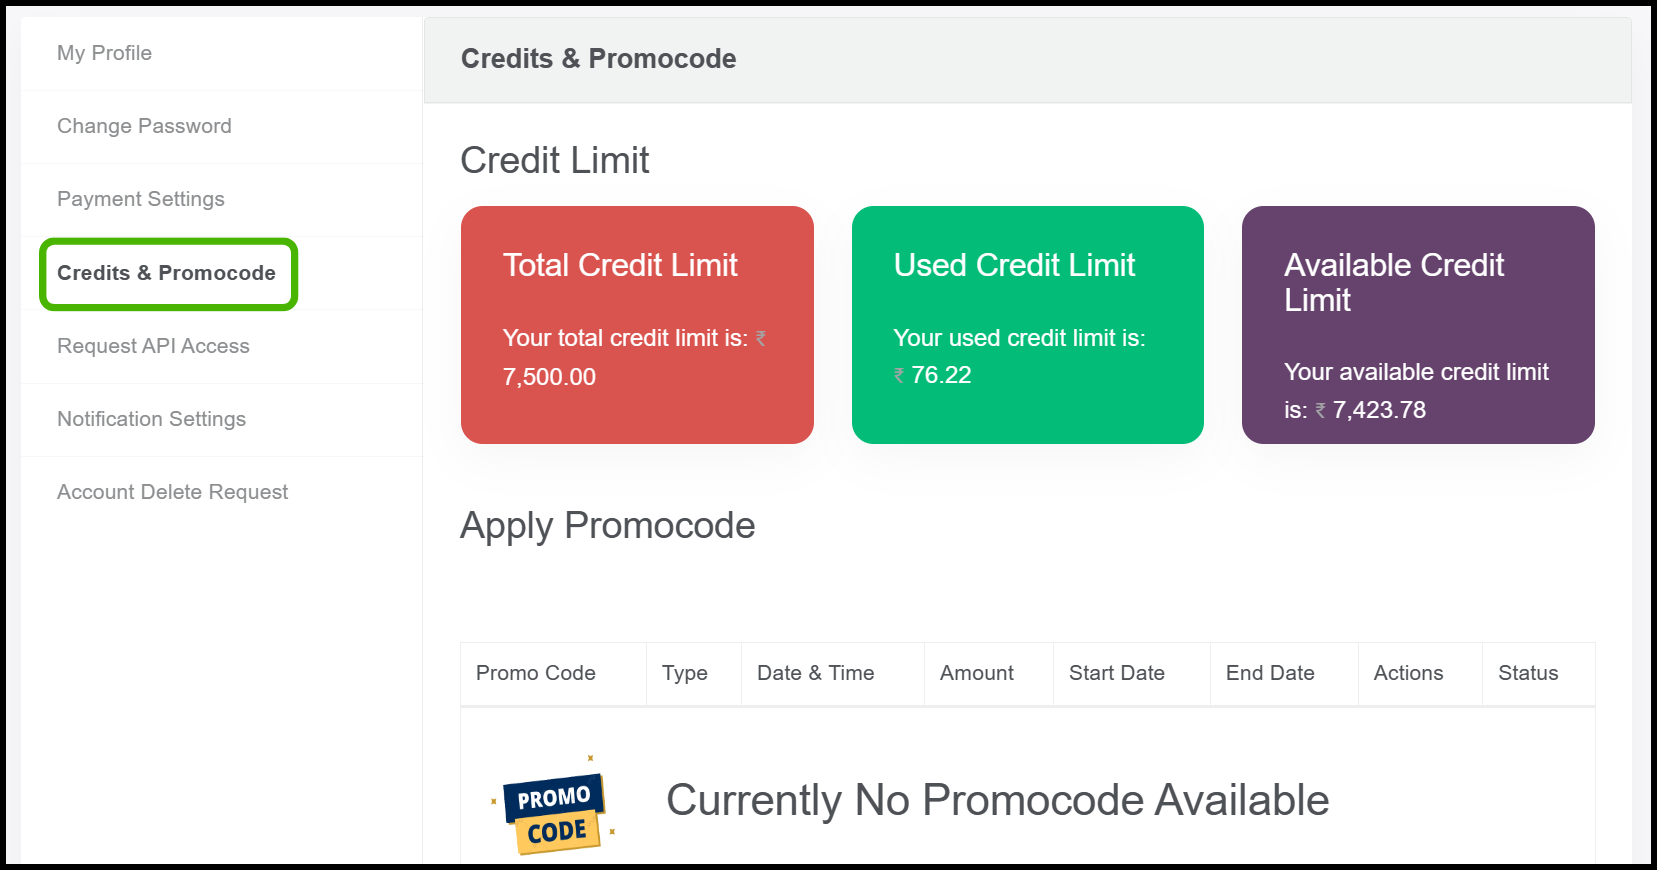 My Profile
Change Password
Payment Settings
Credits & Promocode
Request API Access
Notification Settings
Account Delete Request
Credits & Promocode
Credit Limit
Total Credit Limit
Your total credit limit is: ₹
7,500.00
Used Credit Limit
Your used credit limit is:
₹ 76.22
Available Credit
Limit
Your available credit limit
is: ₹ 7,423.78
Apply Promocode
Promo Code Type Date & Time Amount Start Date End Date Actions Status
PROMO
CODE
Currently No Promocode Available